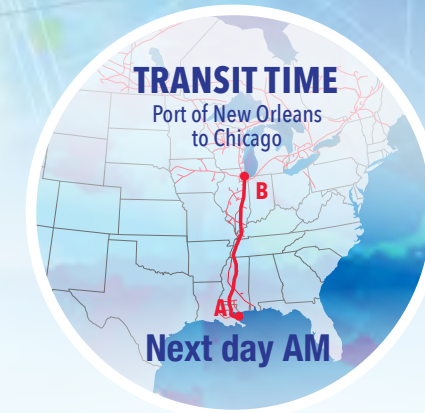 TRANSIT TIME
Port of New Orleans
to Chicago
B
A
Next day AM